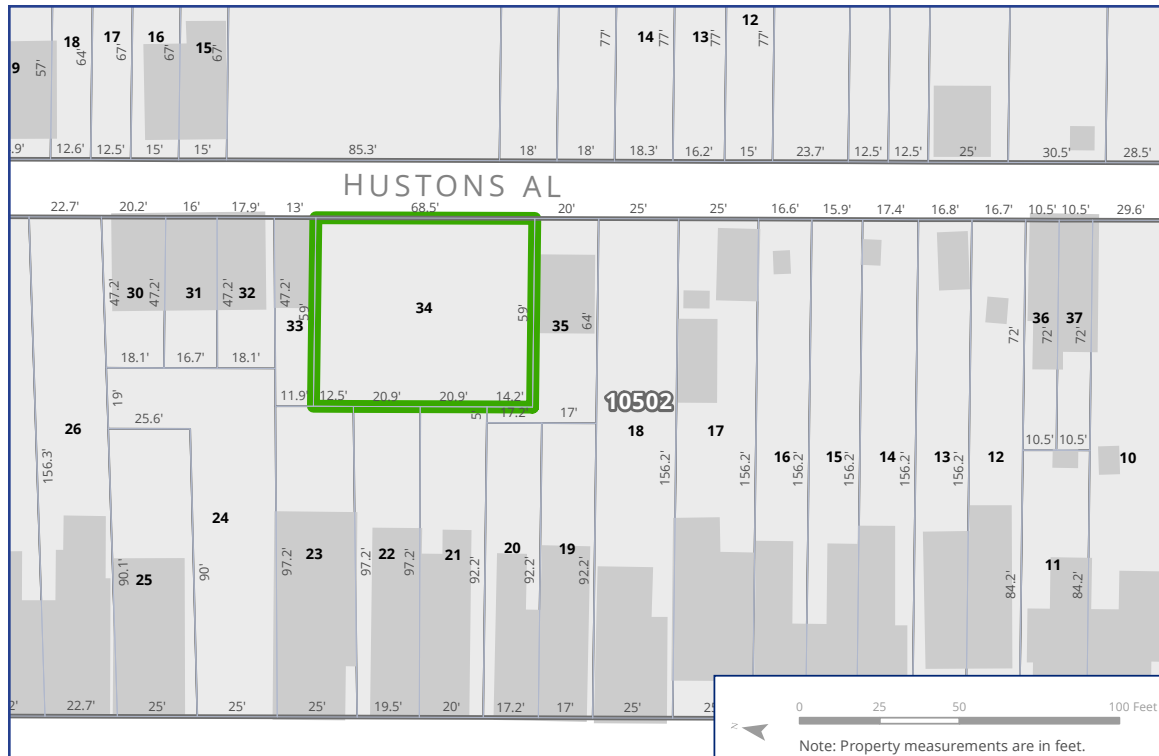 9 57' 18 64' 17 67' 16 67' 15 67' 77' 14 77' 13 77' 12 77'
.9' 12.6' 12.5' 15' 15' 85.3' 18' 18' 18.3' 16.2' 15' 23.7' 12.5' 12.5' 25' 30.5' 28.5'
HUSTONS AL
22.7' 20.2' 16' 17.9' 13' 68.5' 20' 25' 25' 16.6' 15.9' 17.4' 16.8' 16.7' 10.5' 10.5' 29.6'
47.2' 30 47.2' 31 47.2' 32 47.2' 33 59' 34 59' 35 64' 72' 36 72' 37 72'
18.1' 16.7' 18.1'
19' 11.9' 12.5' 20.9' 20.9' 14.2'
25.6' 5' 17.2' 17'
10502
26 156.3' 18 156.2' 17 156.2' 16 156.2' 15 156.2' 14 156.2' 13 156.2' 12 10.5' 10.5' 10
24
25 90.1' 90' 23 97.2' 22 97.2' 97.2' 21 92.2' 20 92.2' 19 92.2' 84.2' 11 84.2'
2' 22.7' 25' 25' 25' 19.5' 20' 17.2' 17' 25' 25
N
0 25 50 100 Feet
Note: Property measurements are in feet.